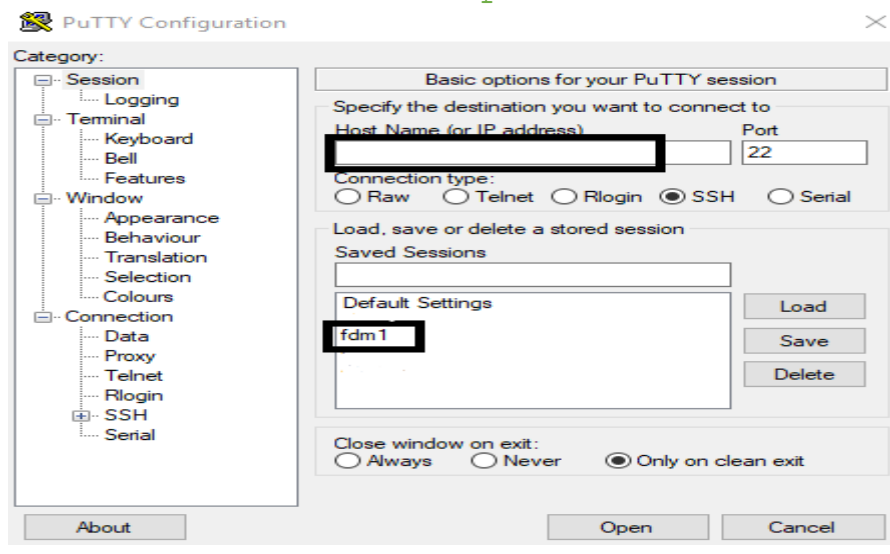 PuTTY Configuration
Category:
Session
Logging
Terminal
Keyboard
Bell
Features
Window
Appearance
Behaviour
Translation
Selection
Colours
Connection
Data
Proxy
Telnet
Rlogin
SSH
Serial
Basic options for your PuTTY session
Specify the destination you want to connect to
Host Name (or IP address) Port
22
Connection type:
Raw Telnet Rlogin SSH Serial
Load, save or delete a stored session
Saved Sessions
Default Settings
fdm1
Load
Save
Delete
Close window on exit:
Always Never Only on clean exit
About Open Cancel